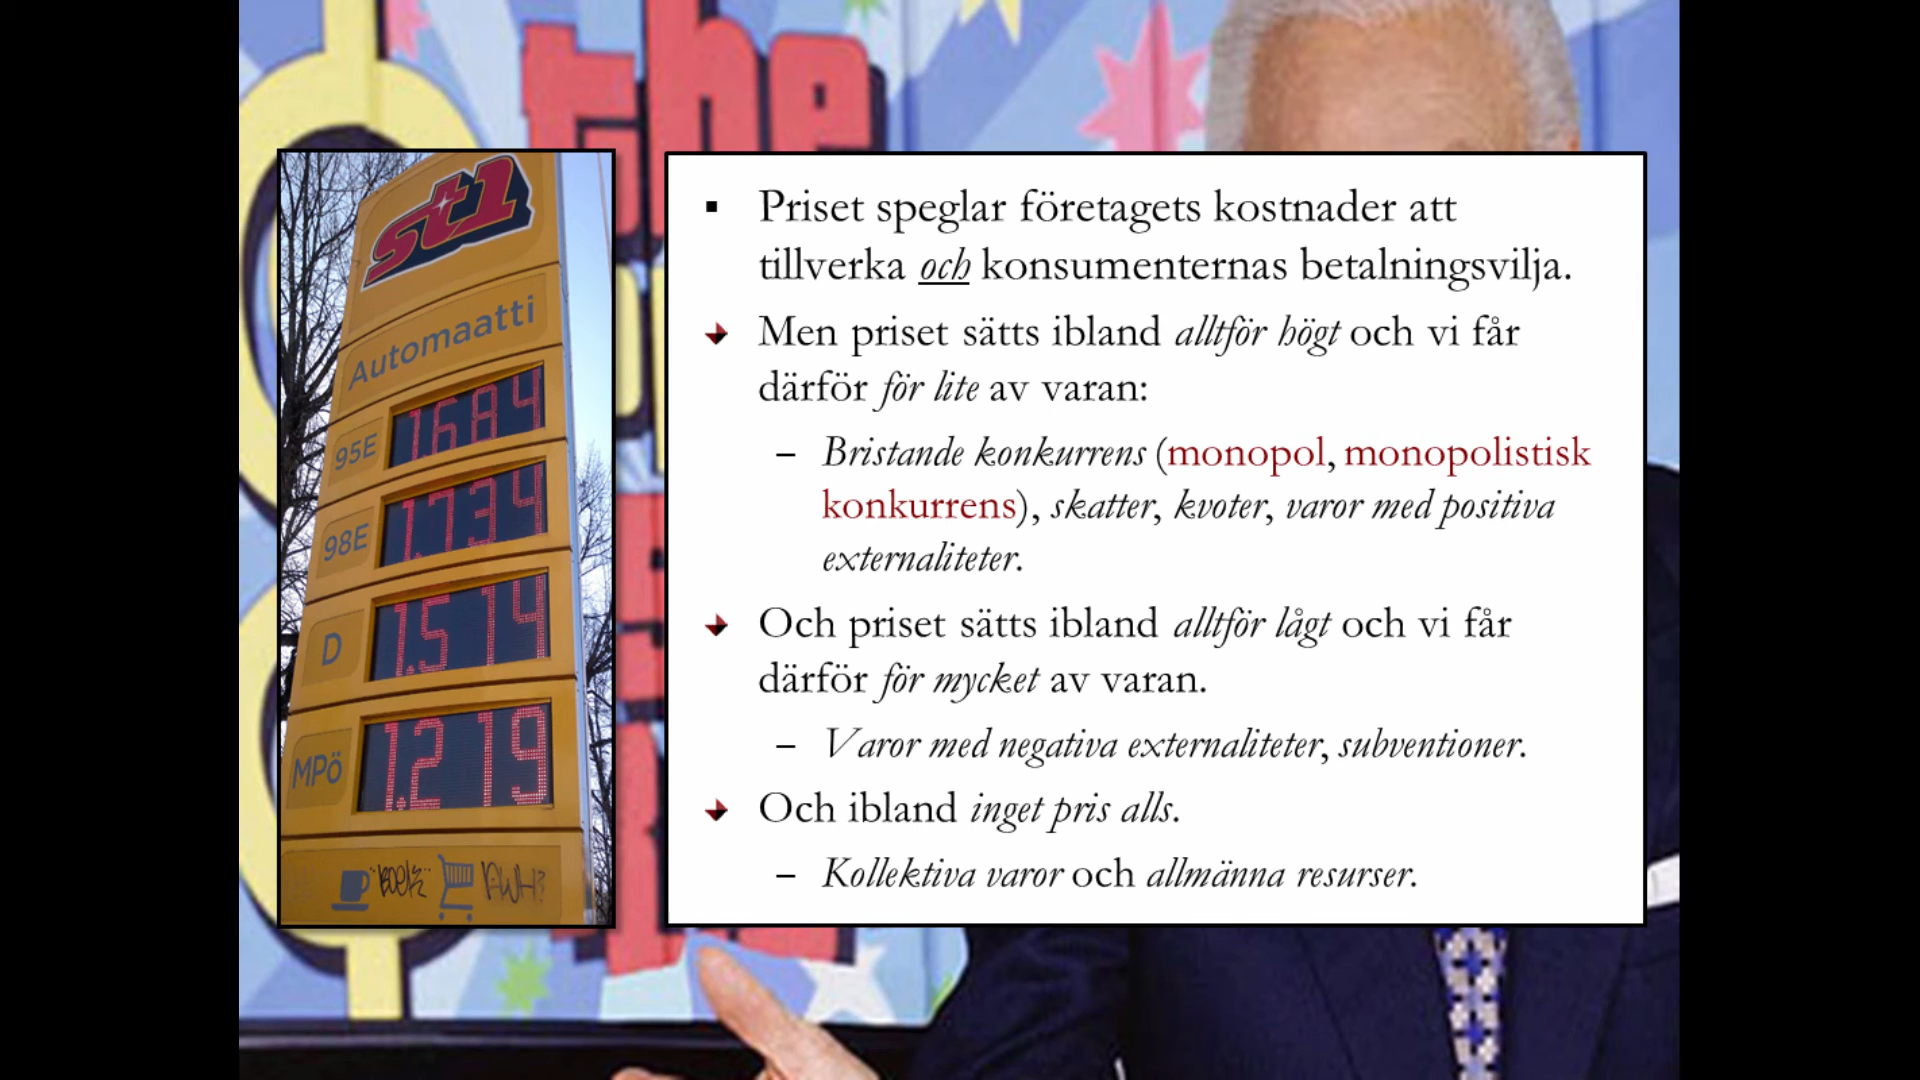 the
st1
Automaatti
95E 1.684
98E 1.734
D 1.514
MPÖ 1.219
▪ Priset speglar företagets kostnader att
tillverka och konsumenternas betalningsvilja.
Men priset sätts ibland alltför högt och vi får
därför för lite av varan:
– Bristande konkurrens (monopol, monopolistisk
konkurrens), skatter, kvoter, varor med positiva
externaliteter.
Och priset sätts ibland alltför lågt och vi får
därför för mycket av varan.
– Varor med negativa externaliteter, subventioner.
Och ibland inget pris alls.
– Kollektiva varor och allmänna resurser.